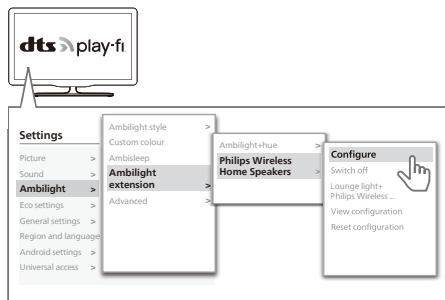 dts play-fi
Settings
Picture >
Sound >
Ambilight >
Eco settings >
General settings >
Region and language
Android settings >
Universal access >
Ambilight style >
Custom colour
Ambisleep
Ambilight
extension >
Advanced >
Ambilight+hue >
Philips Wireless
Home Speakers >
Configure
Switch off
Lounge light+
Philips Wireless ...
View configuration
Reset configuration